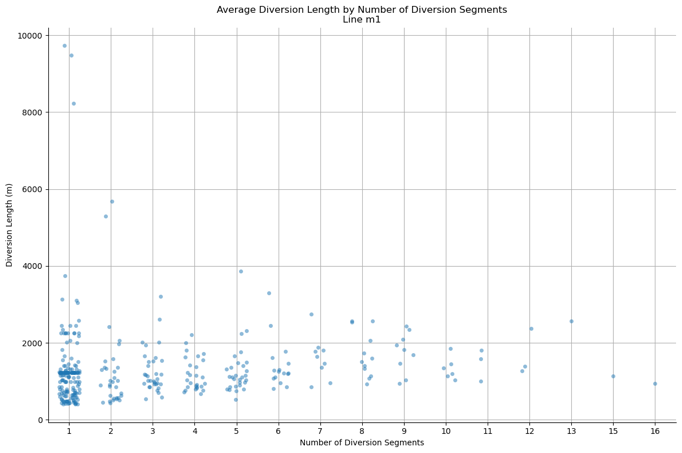 Average Diversion Length by Number of Diversion Segments
Line m1
Diversion Length (m)
10000
8000
6000
4000
2000
0
1 2 3 4 5 6 7 8 9 10 11 12 13 15 16
Number of Diversion Segments